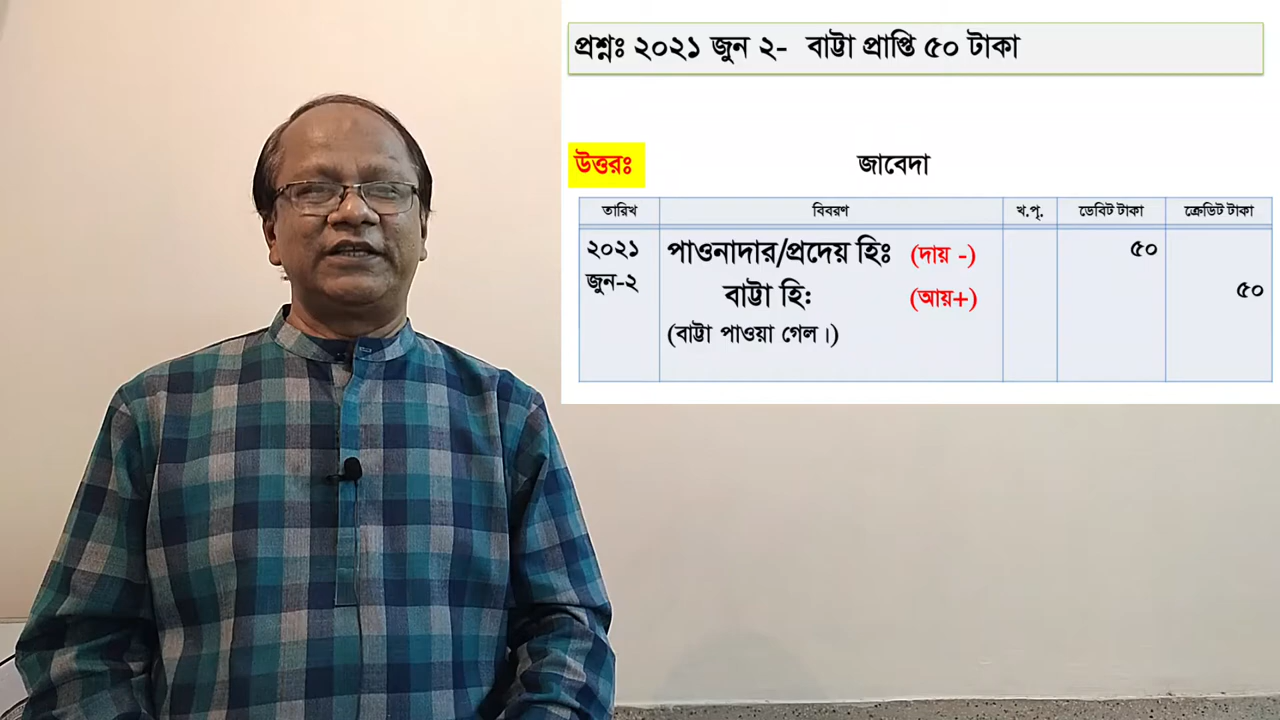 প্রশ্নঃ ২০২১ জুন ২- বাট্টা প্রাপ্তি ৫০ টাকা
উত্তরঃ জাবেদা
তারিখ বিবরণ খ.পৃ. ডেবিট টাকা ক্রেডিট টাকা
২০২১ পাওনাদার/প্রদেয় হিঃ (দায় -) ৫০
জুন-২ বাট্টা হি: (আয়+) ৫০
(বাট্টা পাওয়া গেল।)